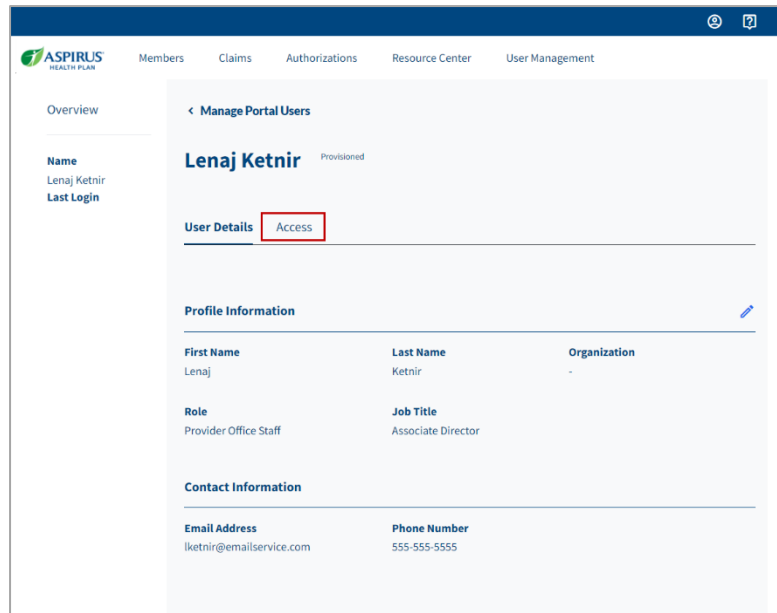 ASPIRUS
HEALTH PLAN
Members Claims Authorizations Resource Center User Management
Overview
Name
Lenaj Ketnir
Last Login
< Manage Portal Users
Lenaj Ketnir Provisioned
User Details Access
Profile Information
First Name Last Name Organization
Lenaj Ketnir -
Role Job Title
Provider Office Staff Associate Director
Contact Information
Email Address Phone Number
lketnir@emailservice.com 555-555-5555